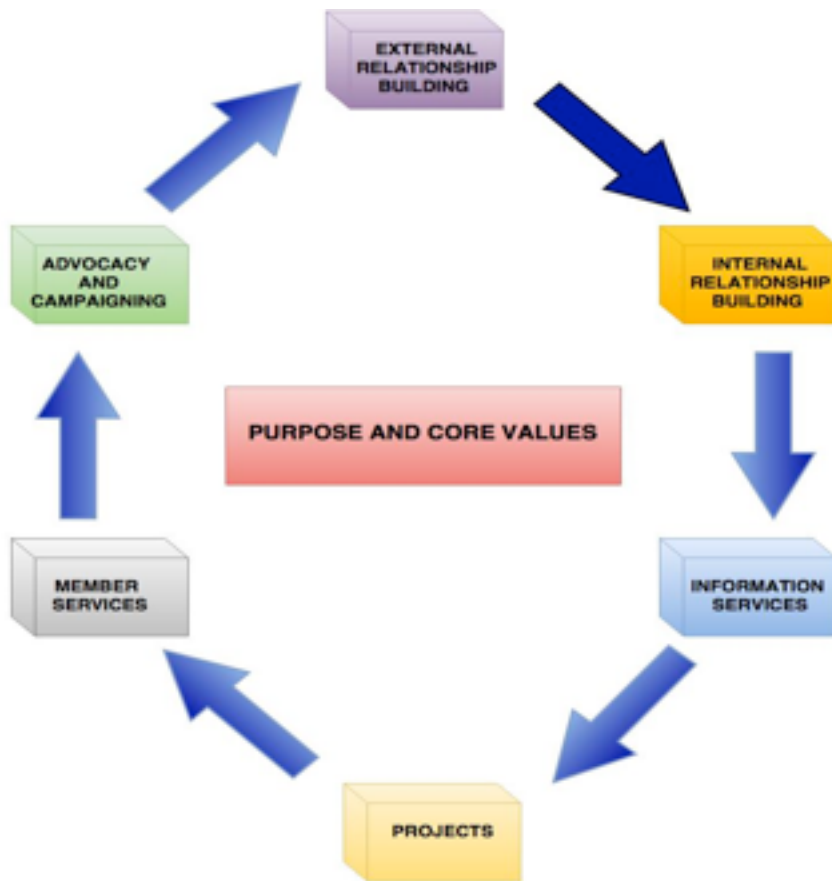 EXTERNAL
RELATIONSHIP
BUILDING
INTERNAL
RELATIONSHIP
BUILDING
INFORMATION
SERVICES
PROJECTS
MEMBER
SERVICES
ADVOCACY
AND
CAMPAIGNING
PURPOSE AND CORE VALUES